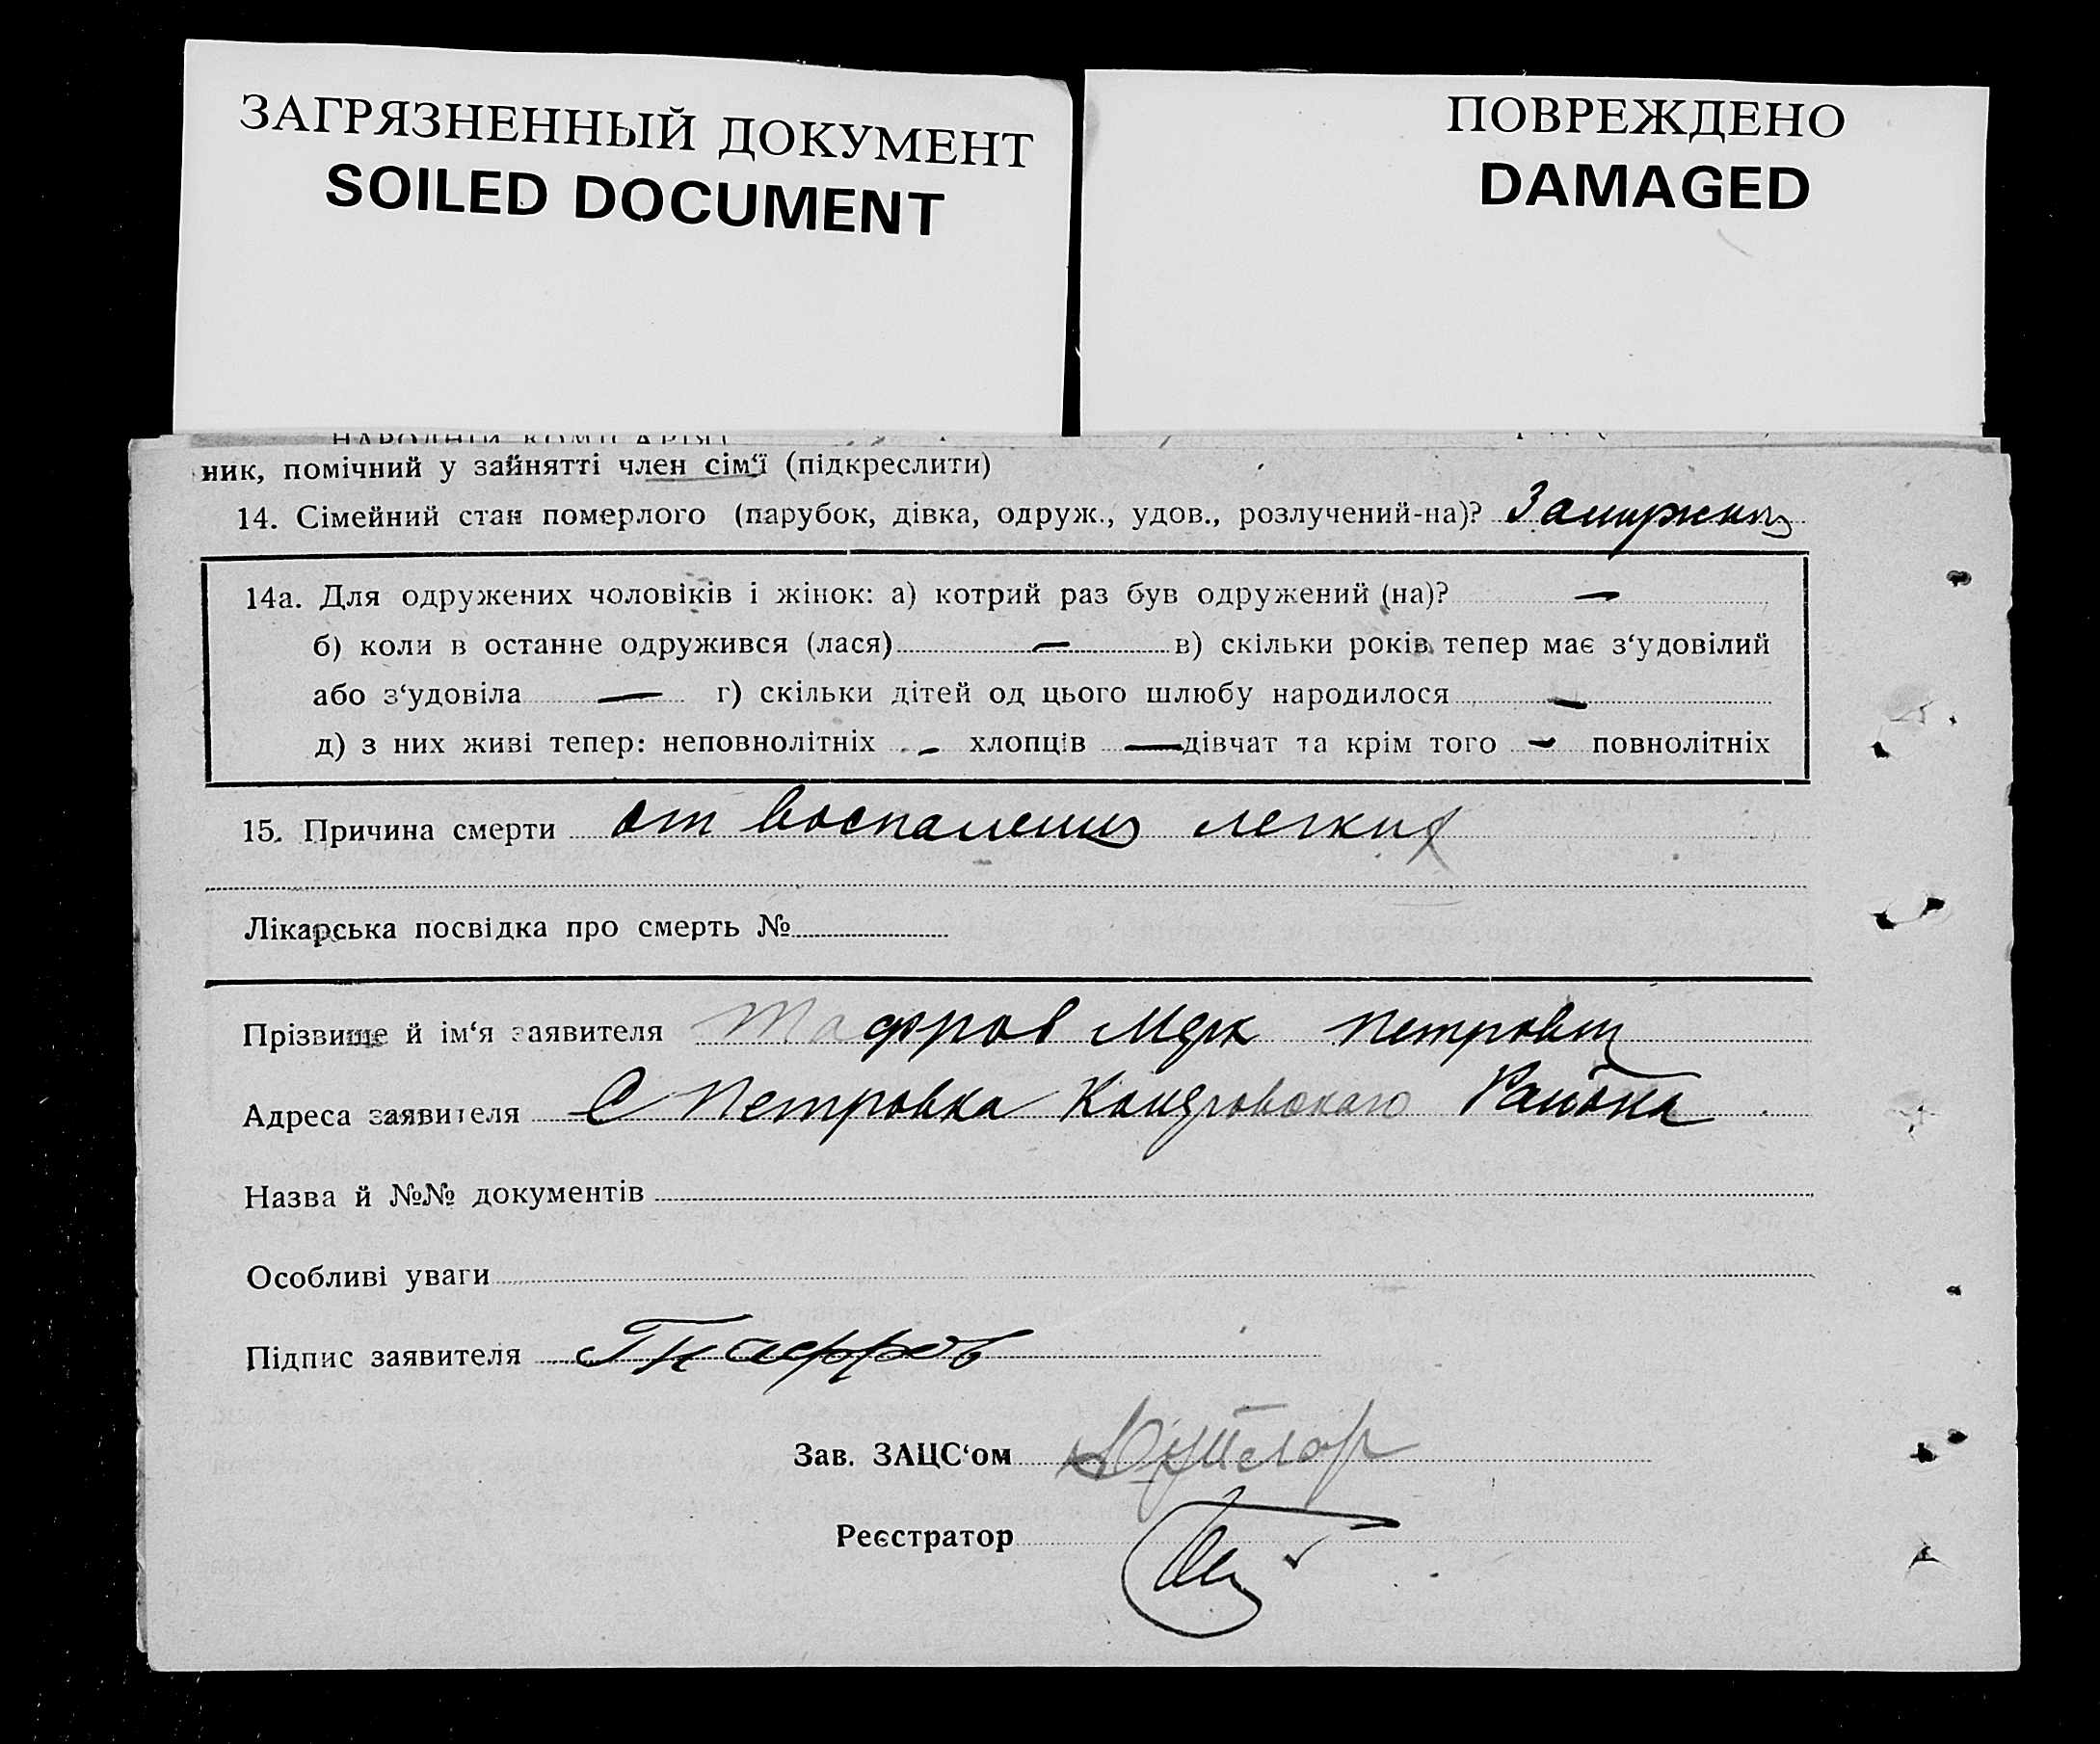 ЗАГРЯЗНЕННЫЙ ДОКУМЕНТ
SOILED DOCUMENT
ПОВРЕЖДЕНО
DAMAGED
ник, помічний у зайнятті член сім‘ї (підкреслити)
14. Сімейний стан померлого (парубок, дівка, одруж., удов., розлучений-на)? Замужняя
14а. Для одружених чоловіків і жінок: а) котрий раз був одружений (на)? —
б) коли в останне одружився (лася) — в) скільки років тепер має з‘удовілий
або з‘удовіла — г) скільки дітей од цього шлюбу народилося —
д) з них живі тепер: неповнолітніх - хлопців — дівчат та крім того - повнолітніх
15. Причина смерти от воспаления легких
Лікарська посвідка про смерть №
Прізвище й ім‘я заявителя Петрович
Адреса заявителя С Петровка Района
Назва й №№ документів
Особливі уваги
Підпис заявителя
Зав. ЗАЦС‘ом
Реєстратор